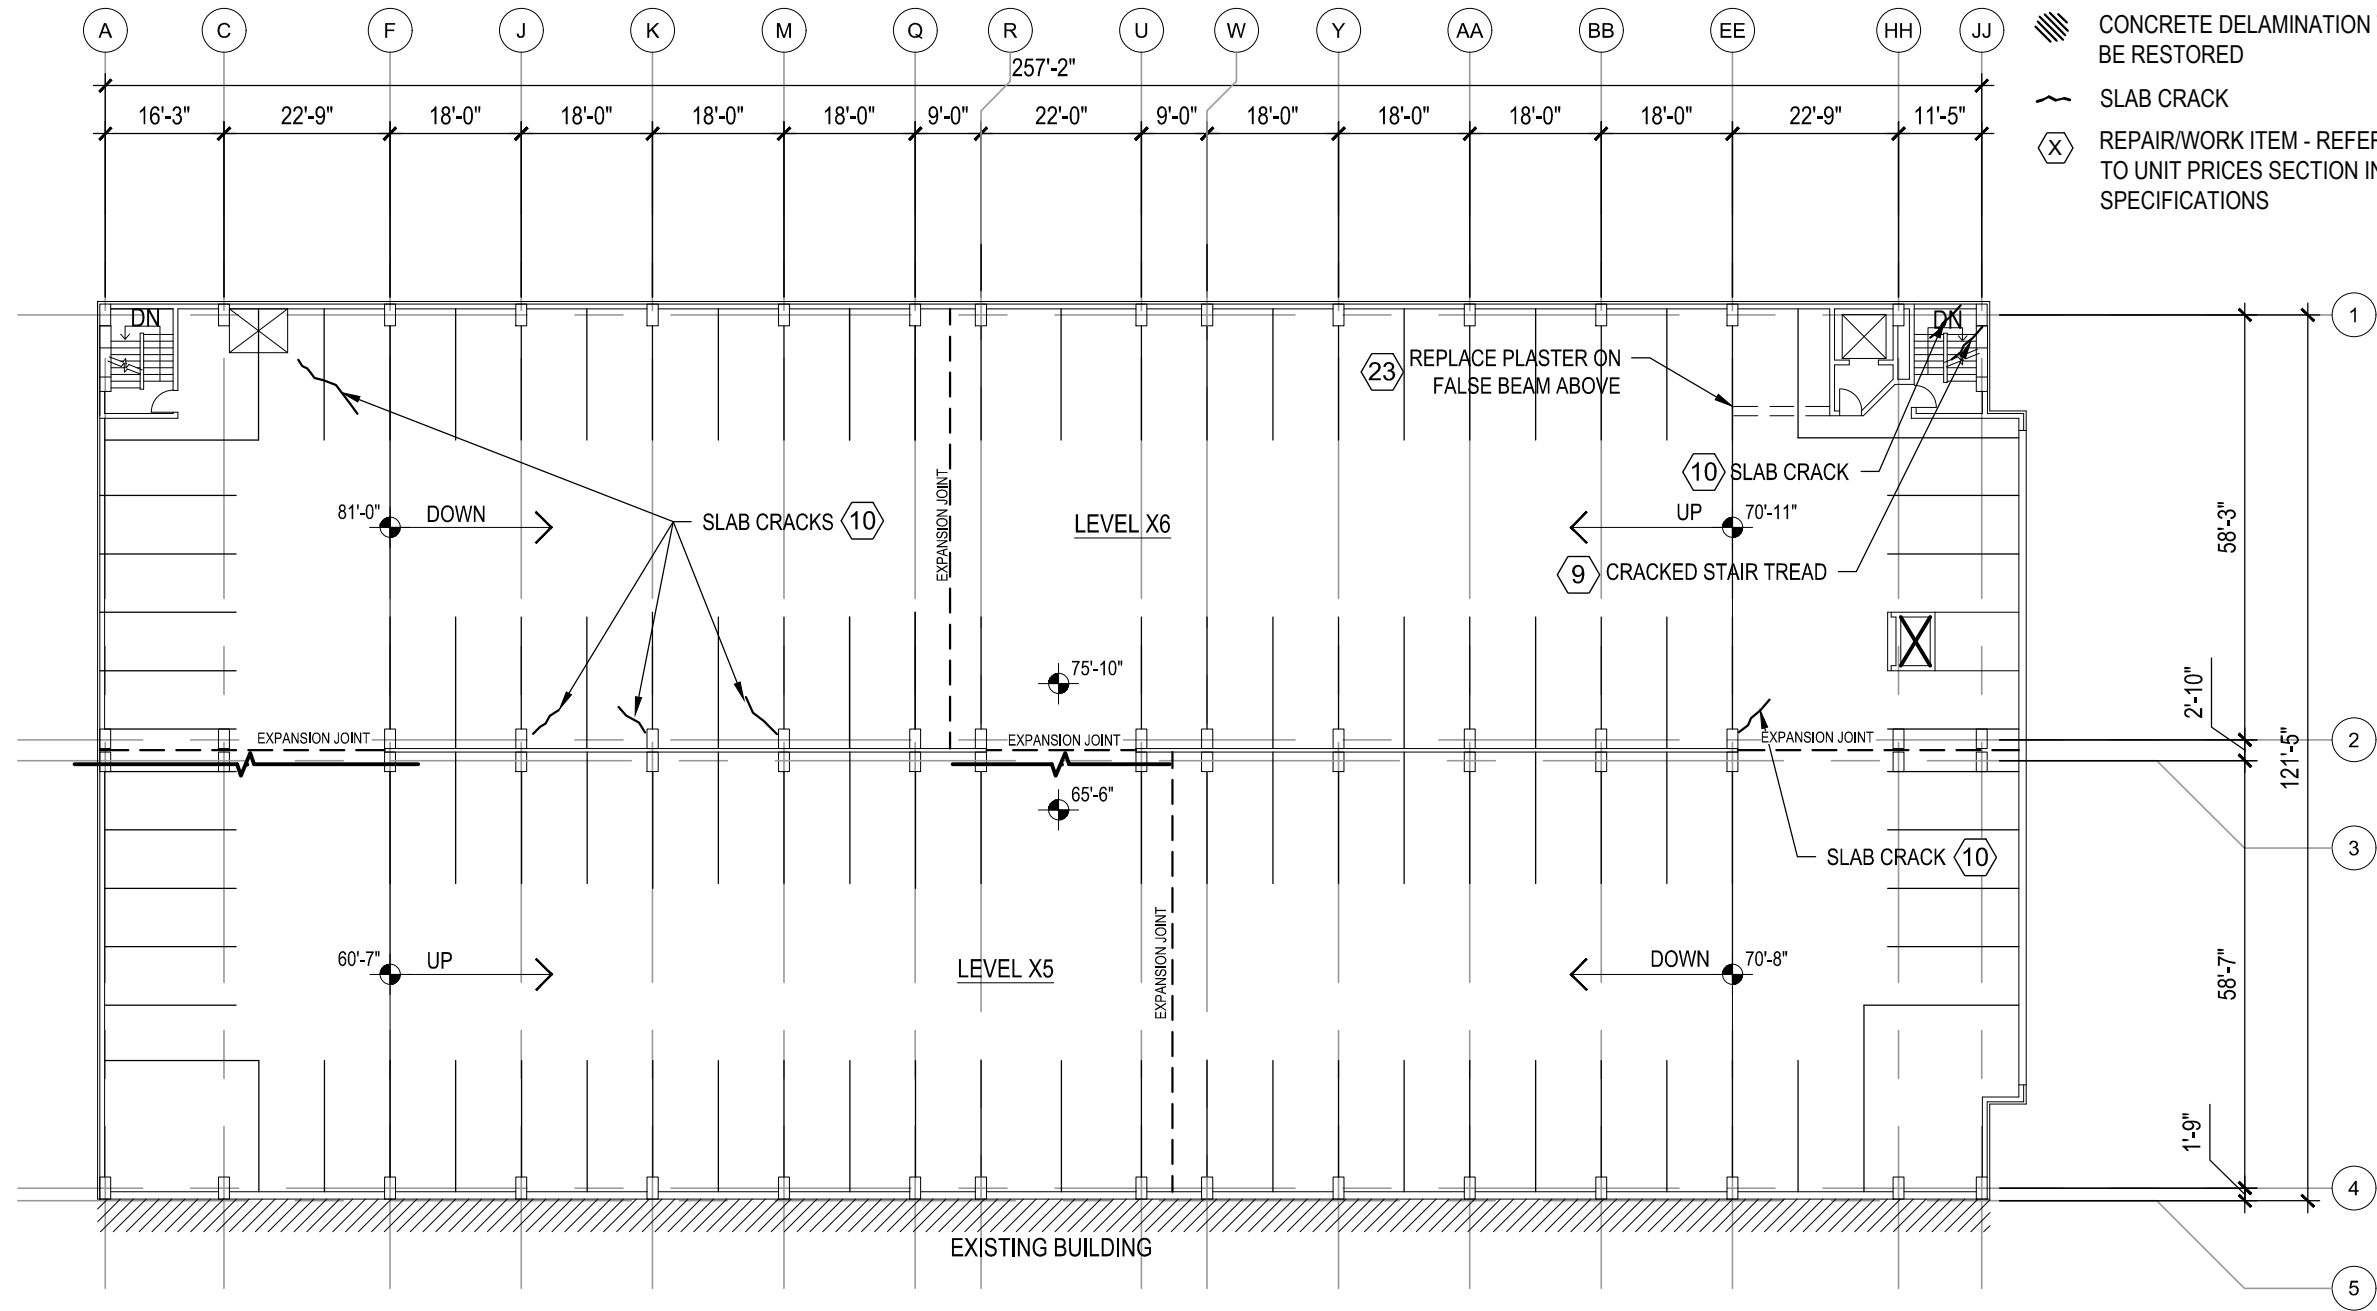 A C F J K M Q R U W Y AA BB EE HH JJ
CONCRETE DELAMINATION
BE RESTORED
SLAB CRACK
X REPAIR/WORK ITEM - REFER
TO UNIT PRICES SECTION IN
SPECIFICATIONS
257'-2"
16'-3" 22'-9" 18'-0" 18'-0" 18'-0" 18'-0" 9'-0" 22'-0" 9'-0" 18'-0" 18'-0" 18'-0" 18'-0" 22'-9" 11'-5"
DN
DN
1
23 REPLACE PLASTER ON
FALSE BEAM ABOVE
10 SLAB CRACK
81'-0" DOWN
SLAB CRACKS 10
EXPANSION JOINT
LEVEL X6
UP 70'-11"
9 CRACKED STAIR TREAD
58'-3"
75'-10"
2'-10"
EXPANSION JOINT
EXPANSION JOINT
EXPANSION JOINT
2
121'-5"
65'-6"
3
SLAB CRACK 10
60'-7" UP
LEVEL X5
EXPANSION JOINT
DOWN 70'-8"
58'-7"
1'-9"
4
EXISTING BUILDING
5